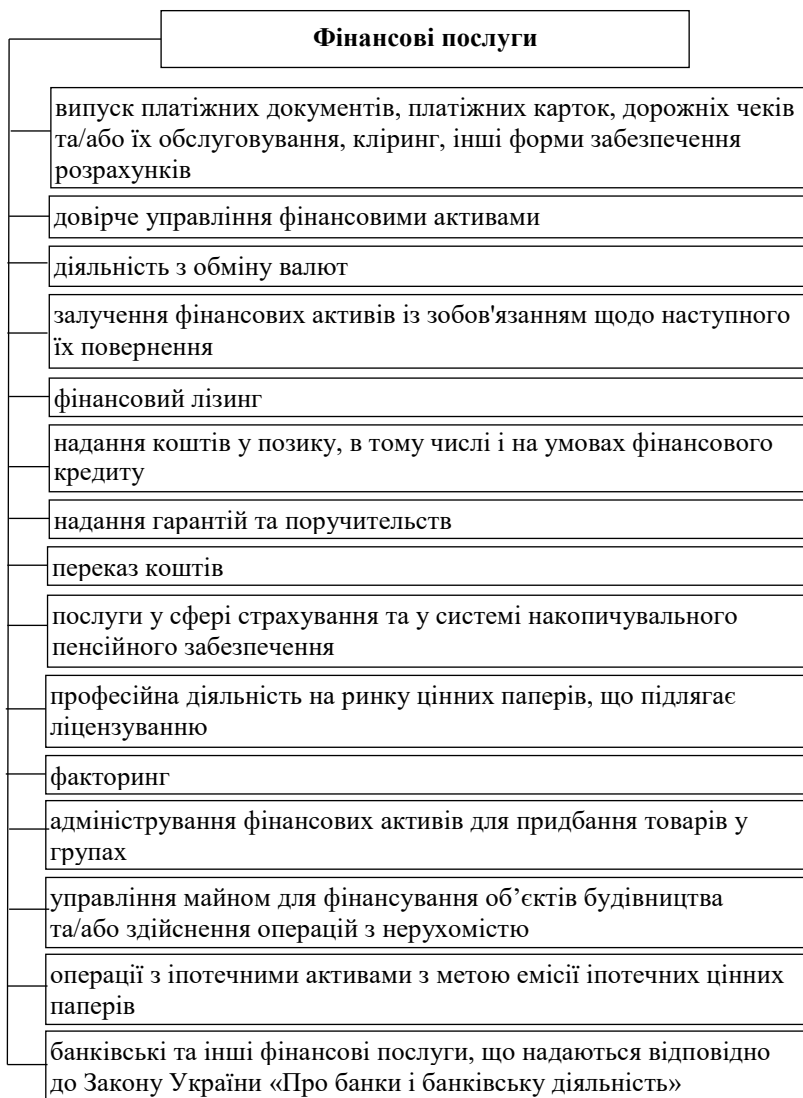 Фінансові послуги
випуск платіжних документів, платіжних карток, дорожніх чеків
та/або їх обслуговування, кліринг, інші форми забезпечення
розрахунків
довірче управління фінансовими активами
діяльність з обміну валют
залучення фінансових активів із зобов'язанням щодо наступного
їх повернення
фінансовий лізинг
надання коштів у позику, в тому числі і на умовах фінансового
кредиту
надання гарантій та поручительств
переказ коштів
послуги у сфері страхування та у системі накопичувального
пенсійного забезпечення
професійна діяльність на ринку цінних паперів, що підлягає
ліцензуванню
факторинг
адміністрування фінансових активів для придбання товарів у
групах
управління майном для фінансування об’єктів будівництва
та/або здійснення операцій з нерухомістю
операції з іпотечними активами з метою емісії іпотечних цінних
паперів
банківські та інші фінансові послуги, що надаються відповідно
до Закону України «Про банки і банківську діяльність»